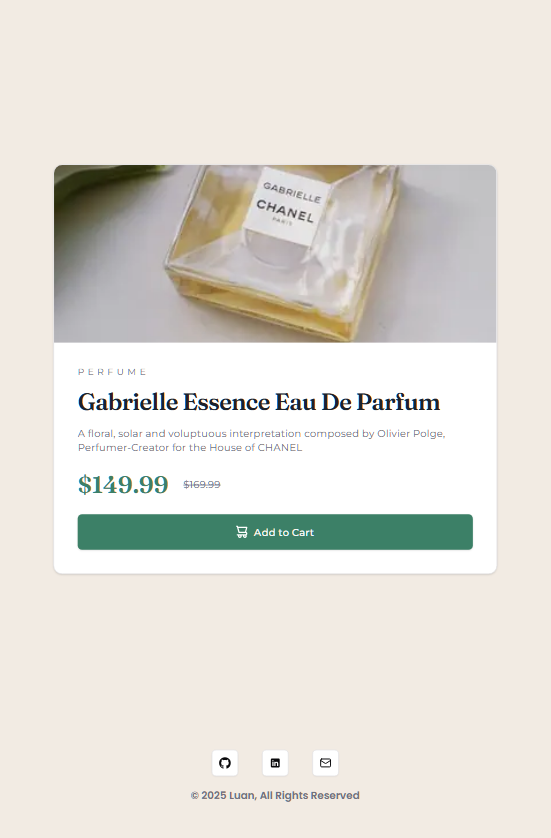 GABRIELLE
CHANEL
PARIS
PERFUME
Gabrielle Essence Eau De Parfum
A floral, solar and voluptuous interpretation composed by Olivier Polge,
Perfumer-Creator for the House of CHANEL
$149.99 $169.99
Add to Cart
© 2025 Luan, All Rights Reserved